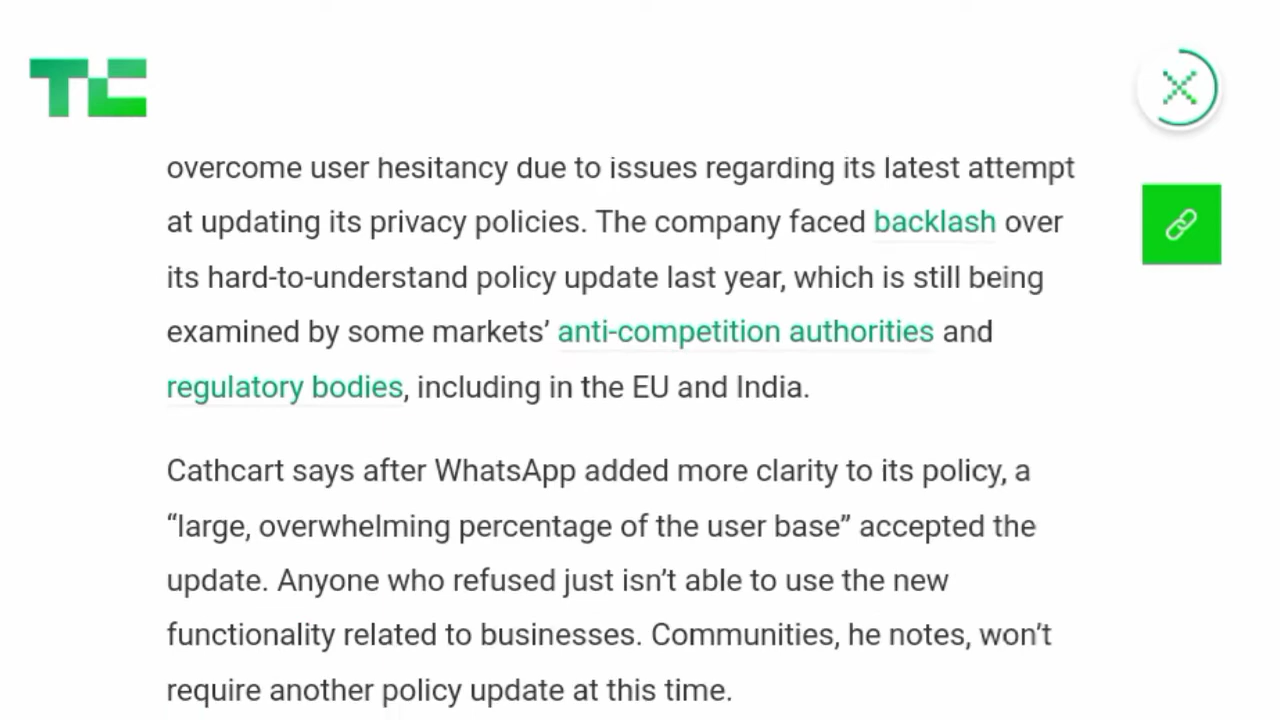 TC
overcome user hesitancy due to issues regarding its latest attempt
at updating its privacy policies. The company faced backlash over
its hard-to-understand policy update last year, which is still being
examined by some markets’ anti-competition authorities and
regulatory bodies, including in the EU and India.
Cathcart says after WhatsApp added more clarity to its policy, a
“large, overwhelming percentage of the user base” accepted the
update. Anyone who refused just isn’t able to use the new
functionality related to businesses. Communities, he notes, won’t
require another policy update at this time.